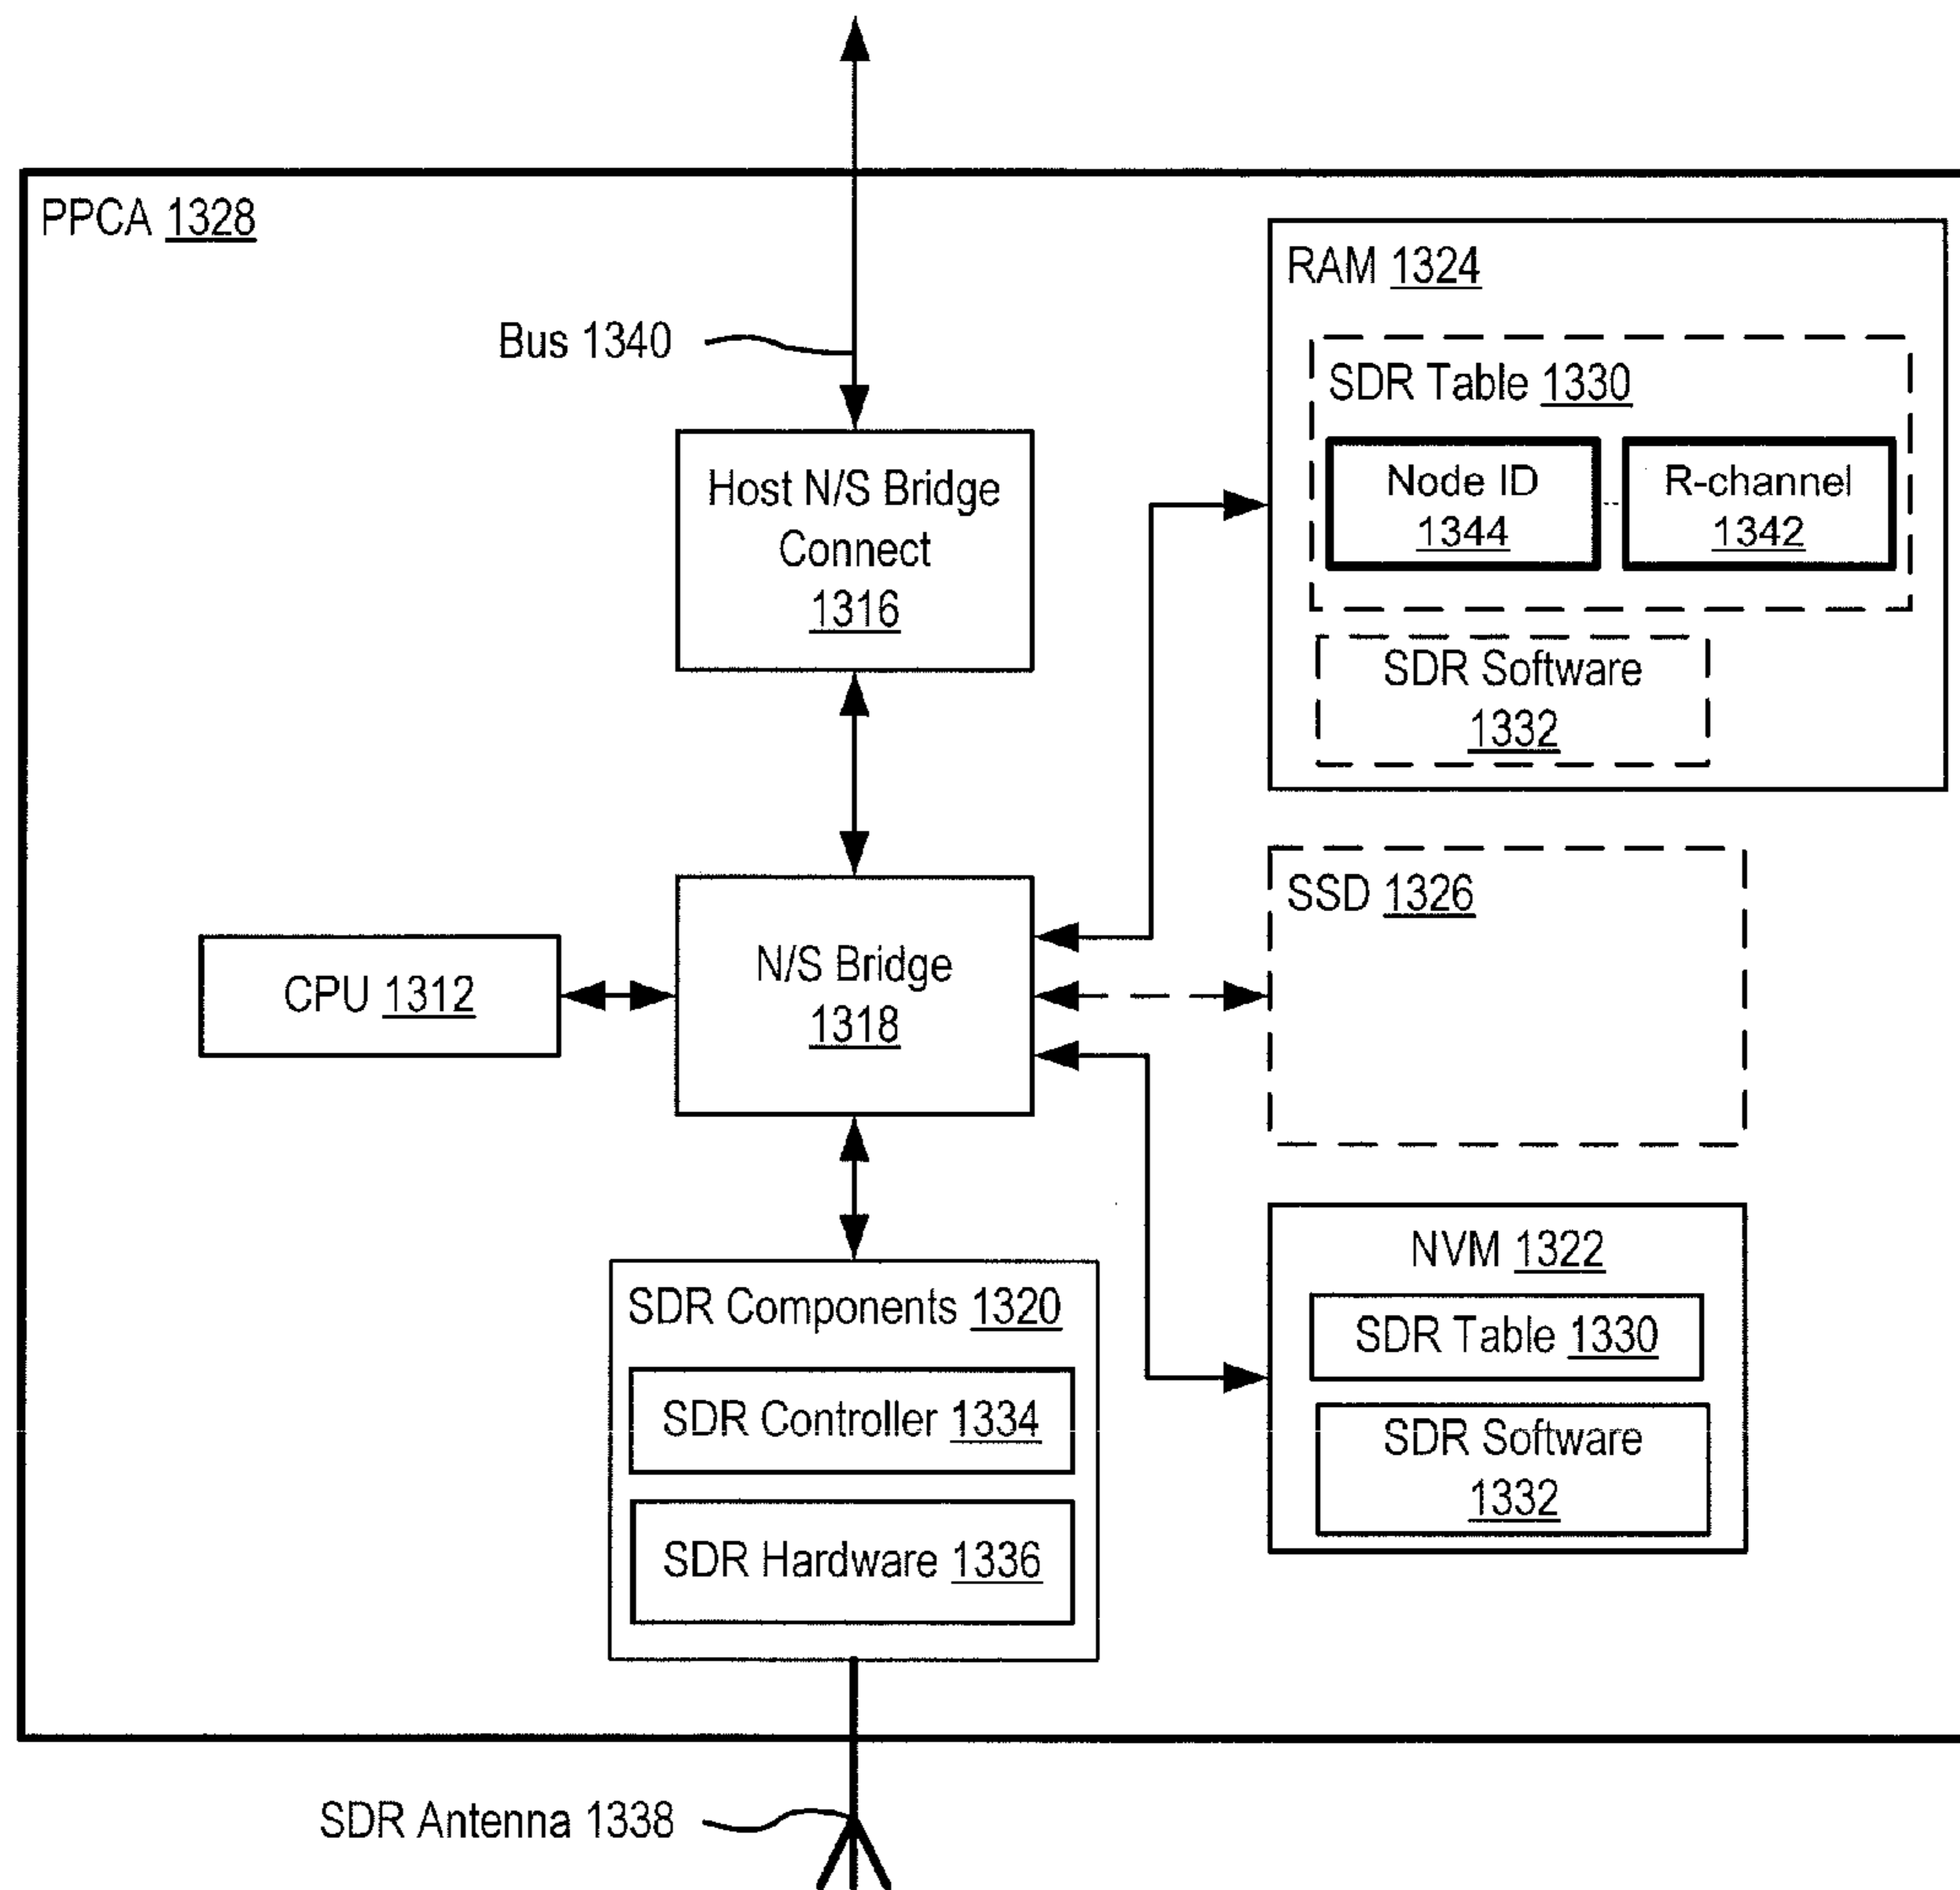 PPCA 1328
Bus 1340
Host N/S Bridge
Connect
1316
RAM 1324
SDR Table 1330
Node ID
1344
R-channel
1342
SDR Software
1332
CPU 1312
N/S Bridge
1318
SSD 1326
SDR Components 1320
SDR Controller 1334
SDR Hardware 1336
NVM 1322
SDR Table 1330
SDR Software
1332
SDR Antenna 1338